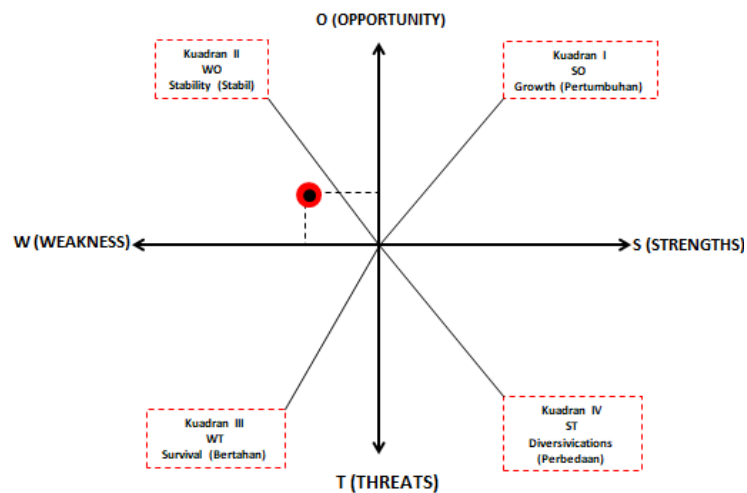 O (OPPORTUNITY)
Kuadran II
WO
Stability (Stabil)
Kuadran I
SO
Growth (Pertumbuhan)
W (WEAKNESS)
S (STRENGTHS)
Kuadran III
WT
Survival (Bertahan)
Kuadran IV
ST
Diversivications
(Perbedaan)
T (THREATS)